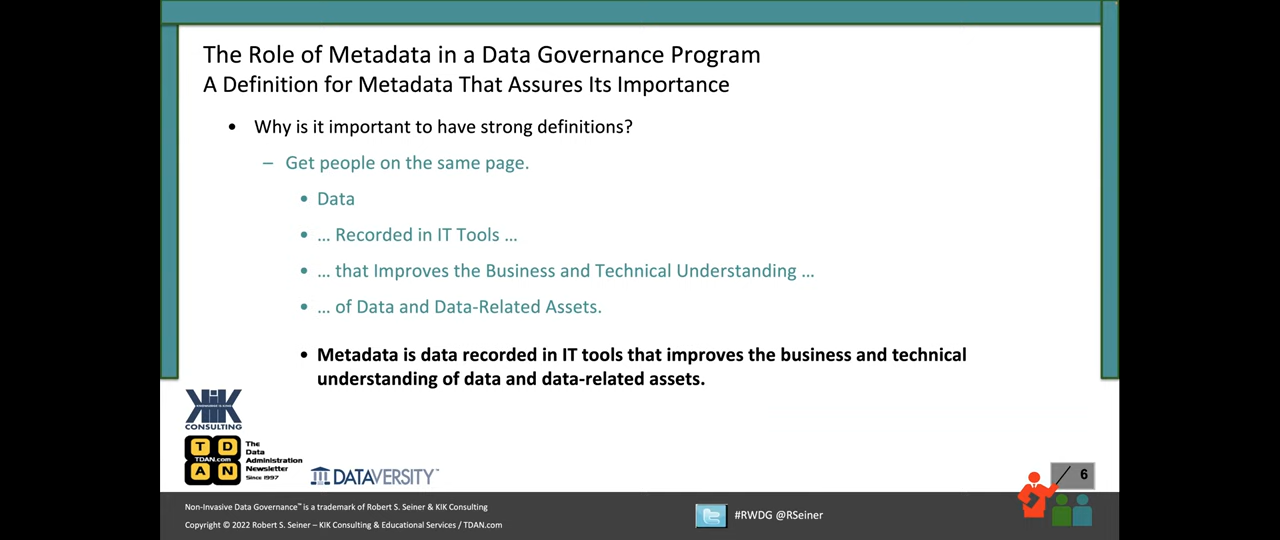 The Role of Metadata in a Data Governance Program
A Definition for Metadata That Assures Its Importance
• Why is it important to have strong definitions?
– Get people on the same page.
• Data
• … Recorded in IT Tools …
• … that Improves the Business and Technical Understanding …
• … of Data and Data-Related Assets.
• Metadata is data recorded in IT tools that improves the business and technical
understanding of data and data-related assets.
KIK
CONSULTING
T D
TDAN.com
A N
The
Data
Administration
Newsletter
Since 1997
DATAVERSITY™
6
Non-Invasive Data Governance™ is a trademark of Robert S. Seiner & KIK Consulting
Copyright © 2022 Robert S. Seiner – KIK Consulting & Educational Services / TDAN.com
#RWDG @RSeiner